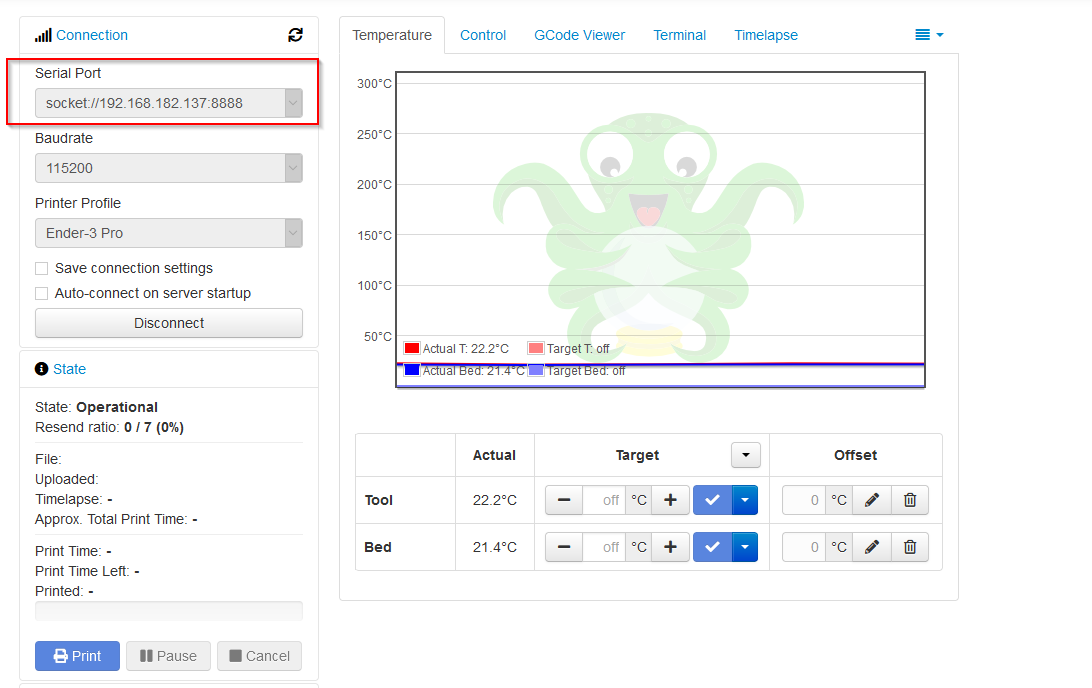 Connection
Serial Port
socket://192.168.182.137:8888
Baudrate
115200
Printer Profile
Ender-3 Pro
Save connection settings
Auto-connect on server startup
Disconnect
State
State: Operational
Resend ratio: 0 / 7 (0%)
File:
Uploaded:
Timelapse: -
Approx. Total Print Time: -
Print Time: -
Print Time Left: -
Printed: -
Print Pause Cancel
Temperature Control GCode Viewer Terminal Timelapse
300°C
250°C
200°C
150°C
100°C
50°C
Actual T: 22.2°C Target T: off
Actual Bed: 21.4°C Target Bed: off
Actual Target Offset
Tool 22.2°C off °C 0 °C
Bed 21.4°C off °C 0 °C